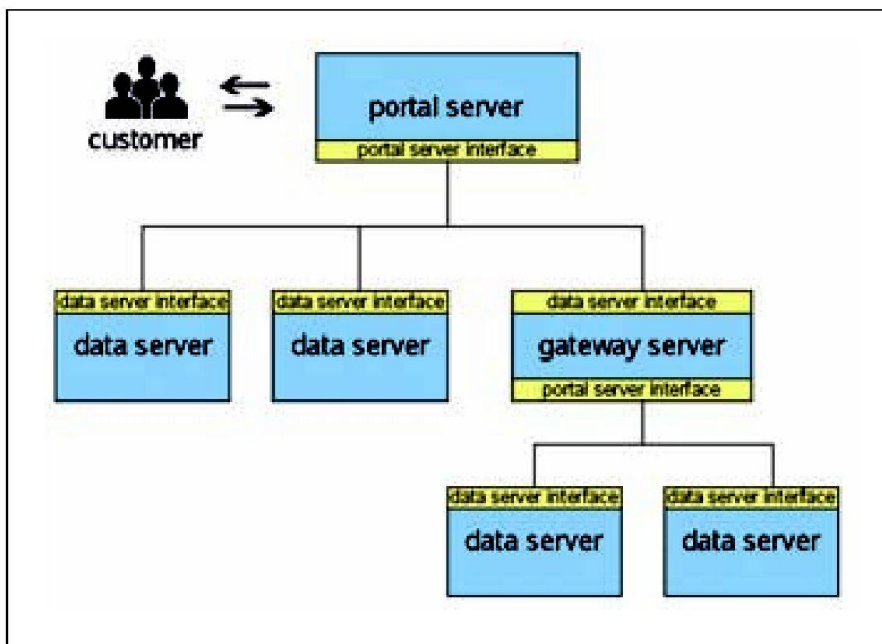 portal server
customer
portal server interface
data server interface
data server interface
data server interface
data server
data server
gateway server
portal server interface
data server interface
data server interface
data server
data server